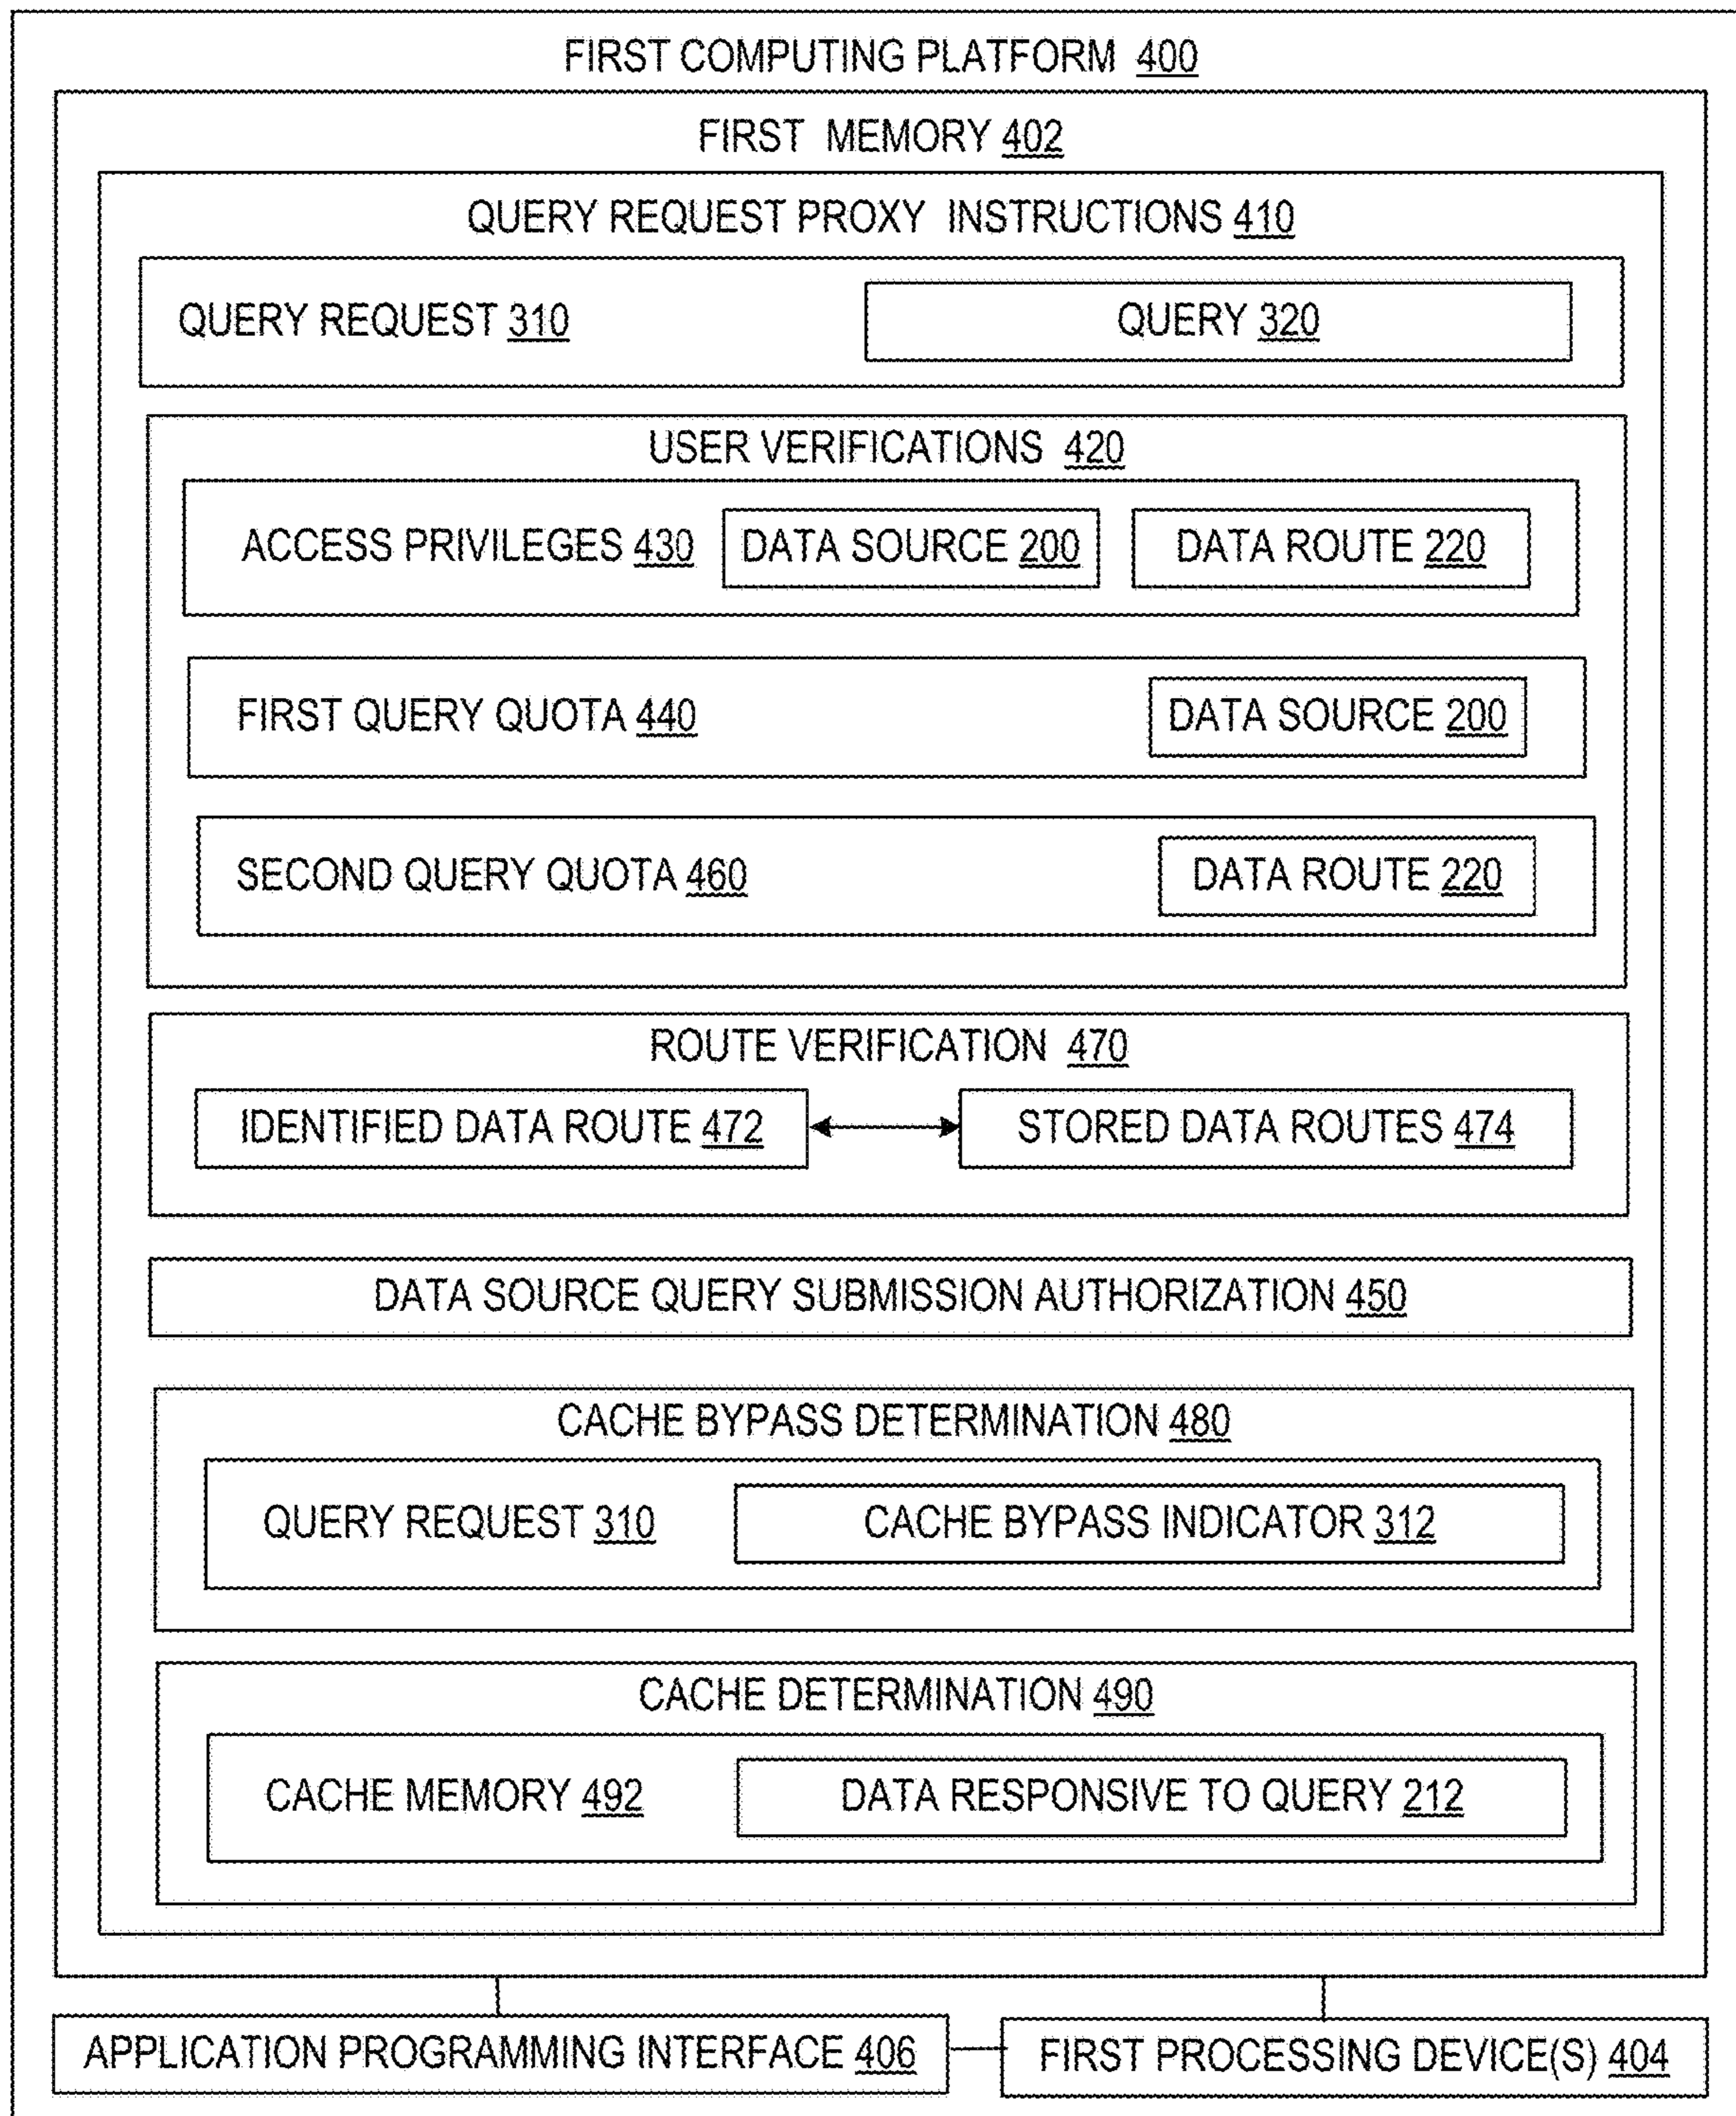 FIRST COMPUTING PLATFORM 400
FIRST MEMORY 402
QUERY REQUEST PROXY INSTRUCTIONS 410
QUERY REQUEST 310 QUERY 320
USER VERIFICATIONS 420
ACCESS PRIVILEGES 430 DATA SOURCE 200 DATA ROUTE 220
FIRST QUERY QUOTA 440 DATA SOURCE 200
SECOND QUERY QUOTA 460 DATA ROUTE 220
ROUTE VERIFICATION 470
IDENTIFIED DATA ROUTE 472 STORED DATA ROUTES 474
DATA SOURCE QUERY SUBMISSION AUTHORIZATION 450
CACHE BYPASS DETERMINATION 480
QUERY REQUEST 310 CACHE BYPASS INDICATOR 312
CACHE DETERMINATION 490
CACHE MEMORY 492 DATA RESPONSIVE TO QUERY 212
APPLICATION PROGRAMMING INTERFACE 406 FIRST PROCESSING DEVICE(S) 404